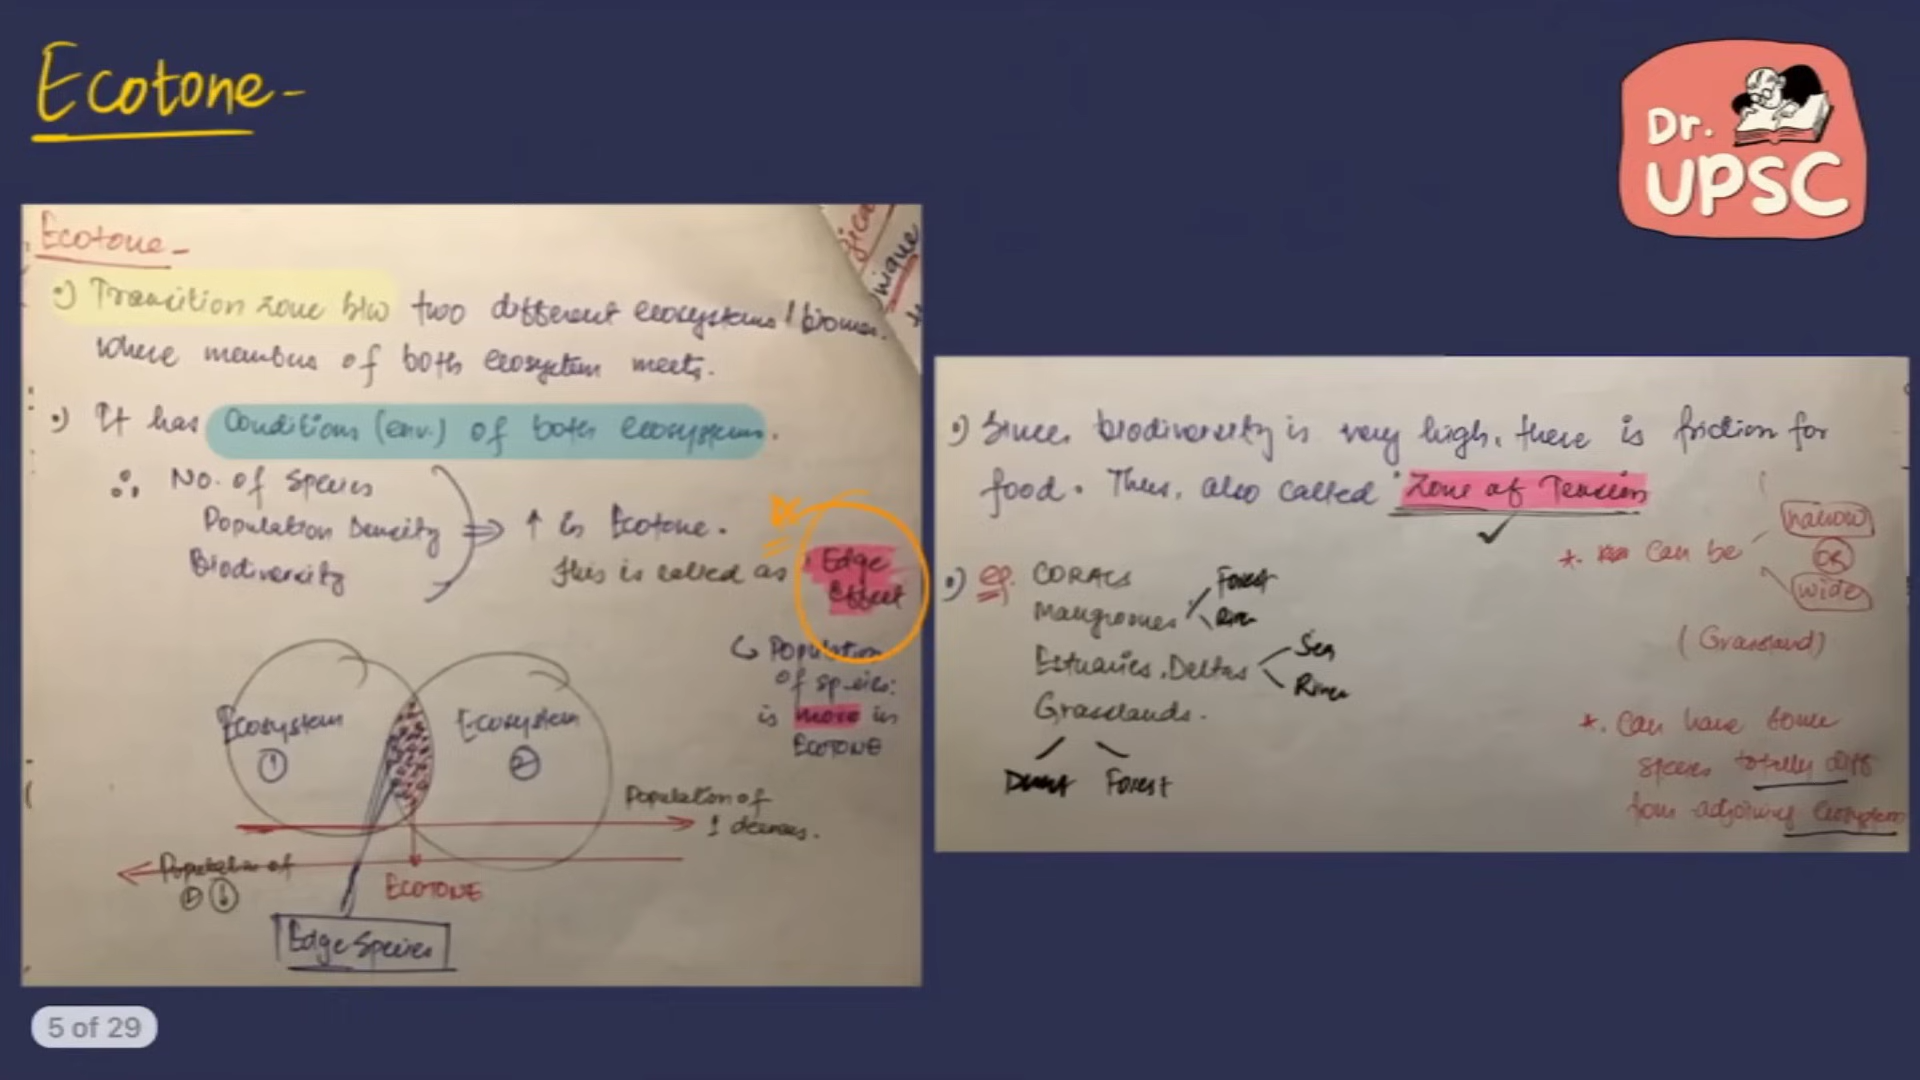 Ecotone-
Dr.
UPSC
Ecotone-
Transition zone b/w two different ecosystems / biomes.
where members of both ecosystem meets.
It has Conditions (env.) of both ecosystems.
∴ No. of Species
Population Density
Biodiversity
⇒ ↑ in Ecotone.
This is called as Edge
Effect
↳ Population
of species
is more in
ECOTONE
Ecosystem
1
Ecosystem
2
Population of
1 decreases.
Population of
ECOTONE
Edge Species
Since, biodiversity is very high, there is friction for
food. Thus, also called 'Zone of Tension
eg. CORALS
Mangroves
Forest
River
Estuaries, Deltas
Sea
River
Grasslands.
Desert Forest
*. Can be
narrow
OR
wide
(Grassland)
*. Can have some
species totally diff
from adjoining ecosystem
5 of 29